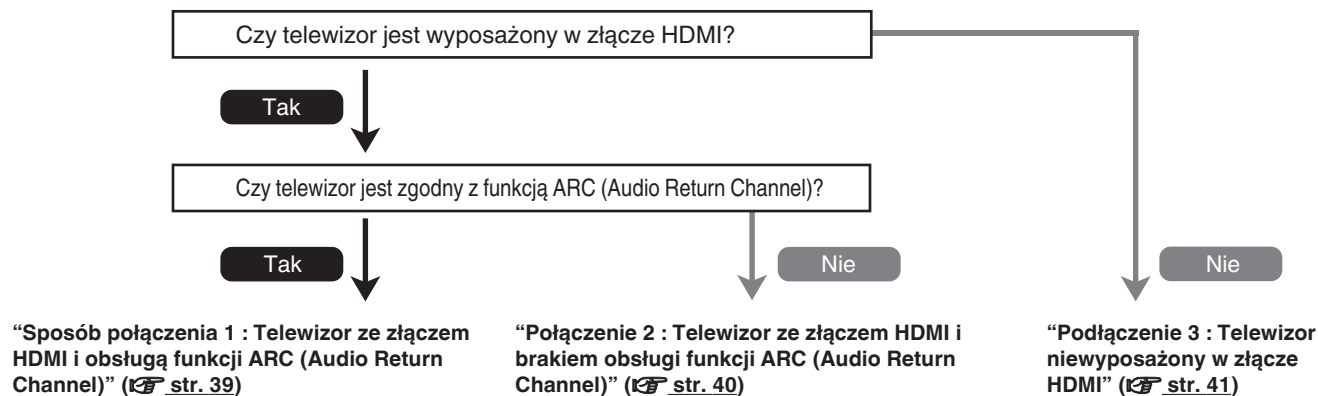 Czy telewizor jest wyposażony w złącze HDMI?
Tak
Czy telewizor jest zgodny z funkcją ARC (Audio Return Channel)?
Tak
Nie
Nie
“Sposób połączenia 1 : Telewizor ze złączem
HDMI i obsługą funkcji ARC (Audio Return
Channel)” (☞ str. 39)
“Połączenie 2 : Telewizor ze złączem HDMI i
brakiem obsługi funkcji ARC (Audio Return
Channel)” (☞ str. 40)
“Podłączenie 3 : Telewizor
niewyposażony w złącze
HDMI” (☞ str. 41)